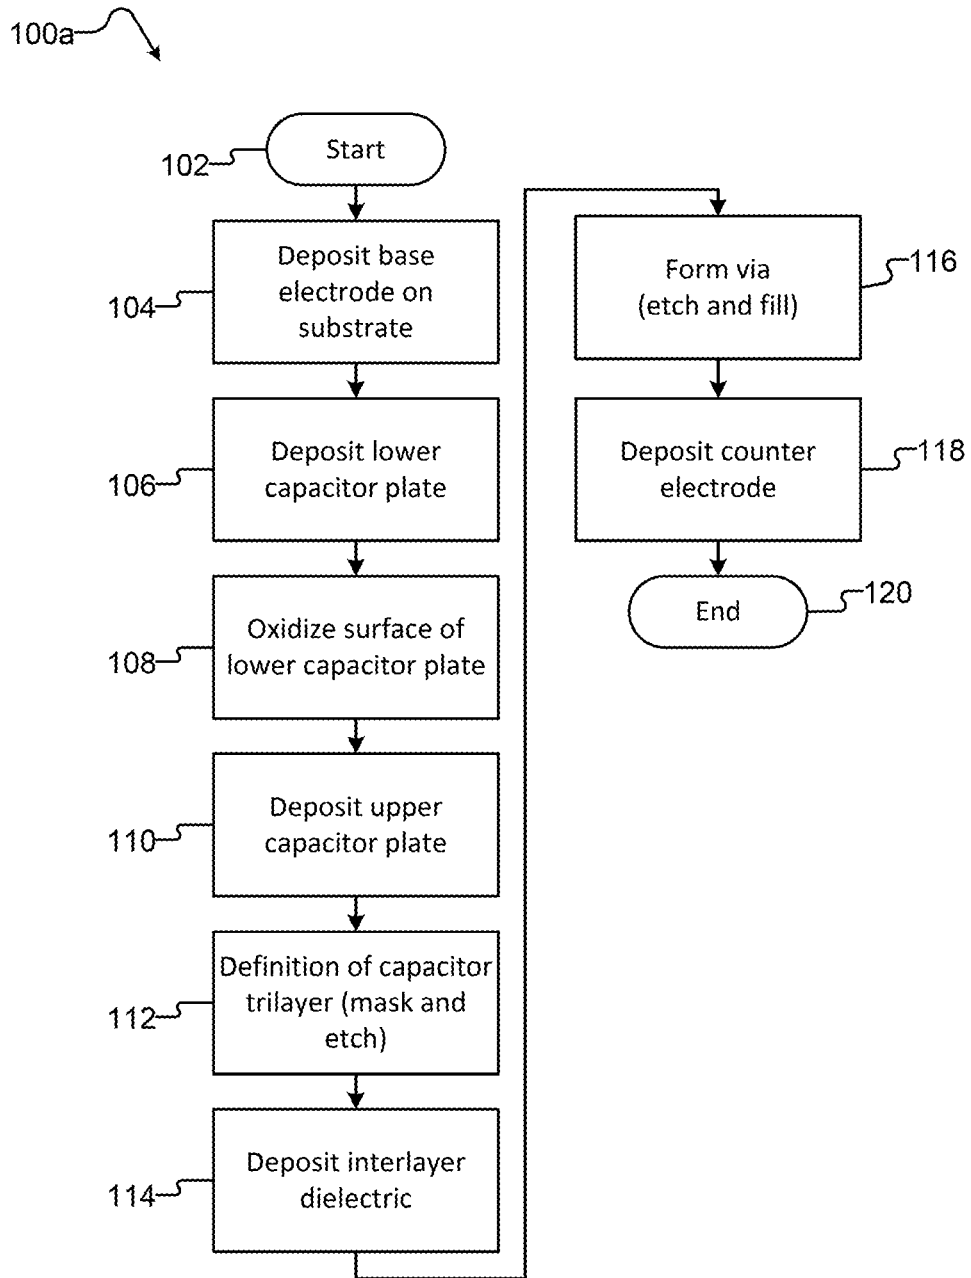 100a
102
Start
104
Deposit base
electrode on
substrate
106
Deposit lower
capacitor plate
108
Oxidize surface of
lower capacitor plate
110
Deposit upper
capacitor plate
112
Definition of capacitor
trilayer (mask and
etch)
114
Deposit interlayer
dielectric
Form via
(etch and fill)
116
Deposit counter
electrode
118
End
120